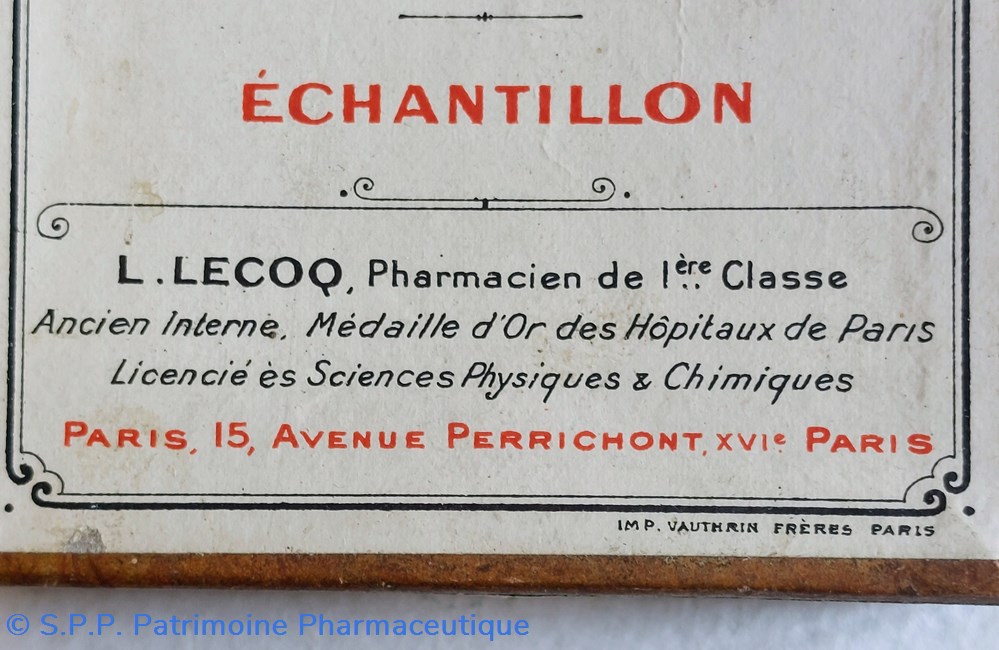 ÉCHANTILLON
L. LECOQ, Pharmacien de 1ère Classe
Ancien Interne, Médaille d'Or des Hôpitaux de Paris
Licencié ès Sciences Physiques & Chimiques
PARIS, 15, AVENUE PERRICHONT, XVIe PARIS
IMP. VAUTHRIN FRÈRES PARIS
© S.P.P. Patrimoine Pharmaceutique